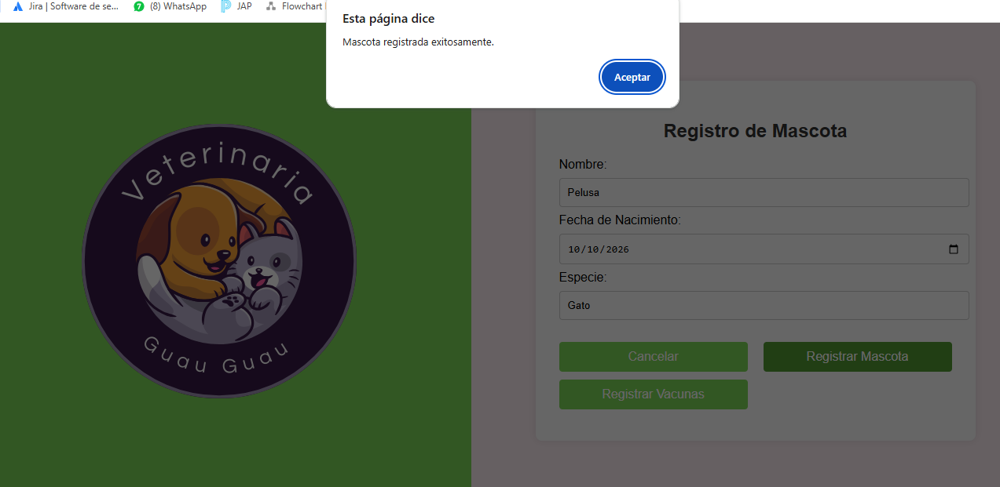 Jira | Software de se...
7
(8) WhatsApp
JAP
Flowchart
Esta página dice
Mascota registrada exitosamente.
Aceptar
Veterinaria
Guau Guau
Registro de Mascota
Nombre:
Pelusa
Fecha de Nacimiento:
10/10/2026
Especie:
Gato
Cancelar
Registrar Mascota
Registrar Vacunas